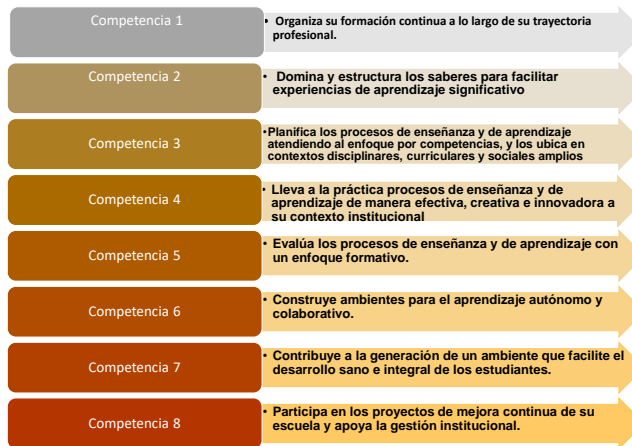 Competencia 1
• Organiza su formación continua a lo largo de su trayectoria
profesional.
Competencia 2
• Domina y estructura los saberes para facilitar
experiencias de aprendizaje significativo
Competencia 3
•Planifica los procesos de enseñanza y de aprendizaje
atendiendo al enfoque por competencias, y los ubica en
contextos disciplinares, curriculares y sociales amplios
Competencia 4
• Lleva a la práctica procesos de enseñanza y de
aprendizaje de manera efectiva, creativa e innovadora a
su contexto institucional
Competencia 5
• Evalúa los procesos de enseñanza y de aprendizaje con
un enfoque formativo.
Competencia 6
• Construye ambientes para el aprendizaje autónomo y
colaborativo.
Competencia 7
• Contribuye a la generación de un ambiente que facilite el
desarrollo sano e integral de los estudiantes.
Competencia 8
• Participa en los proyectos de mejora continua de su
escuela y apoya la gestión institucional.